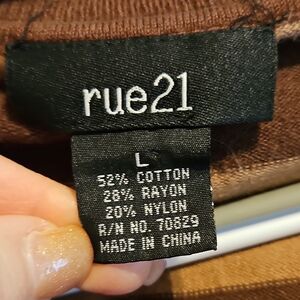 rue21
L
52% COTTON
28% RAYON
20% NYLON
R/N NO. 70829
MADE IN CHINA